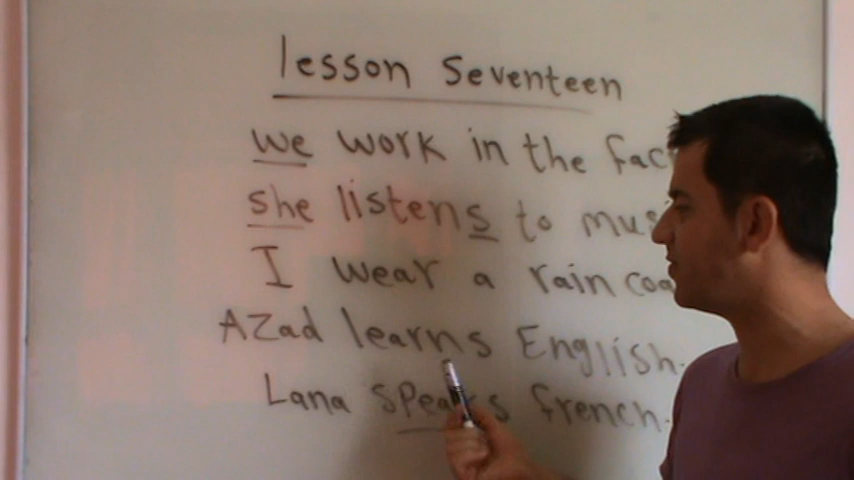 lesson Seventeen
we work in the fac
she listens to mus
I wear a rain coa
Azad learns English.
Lana speaks french.